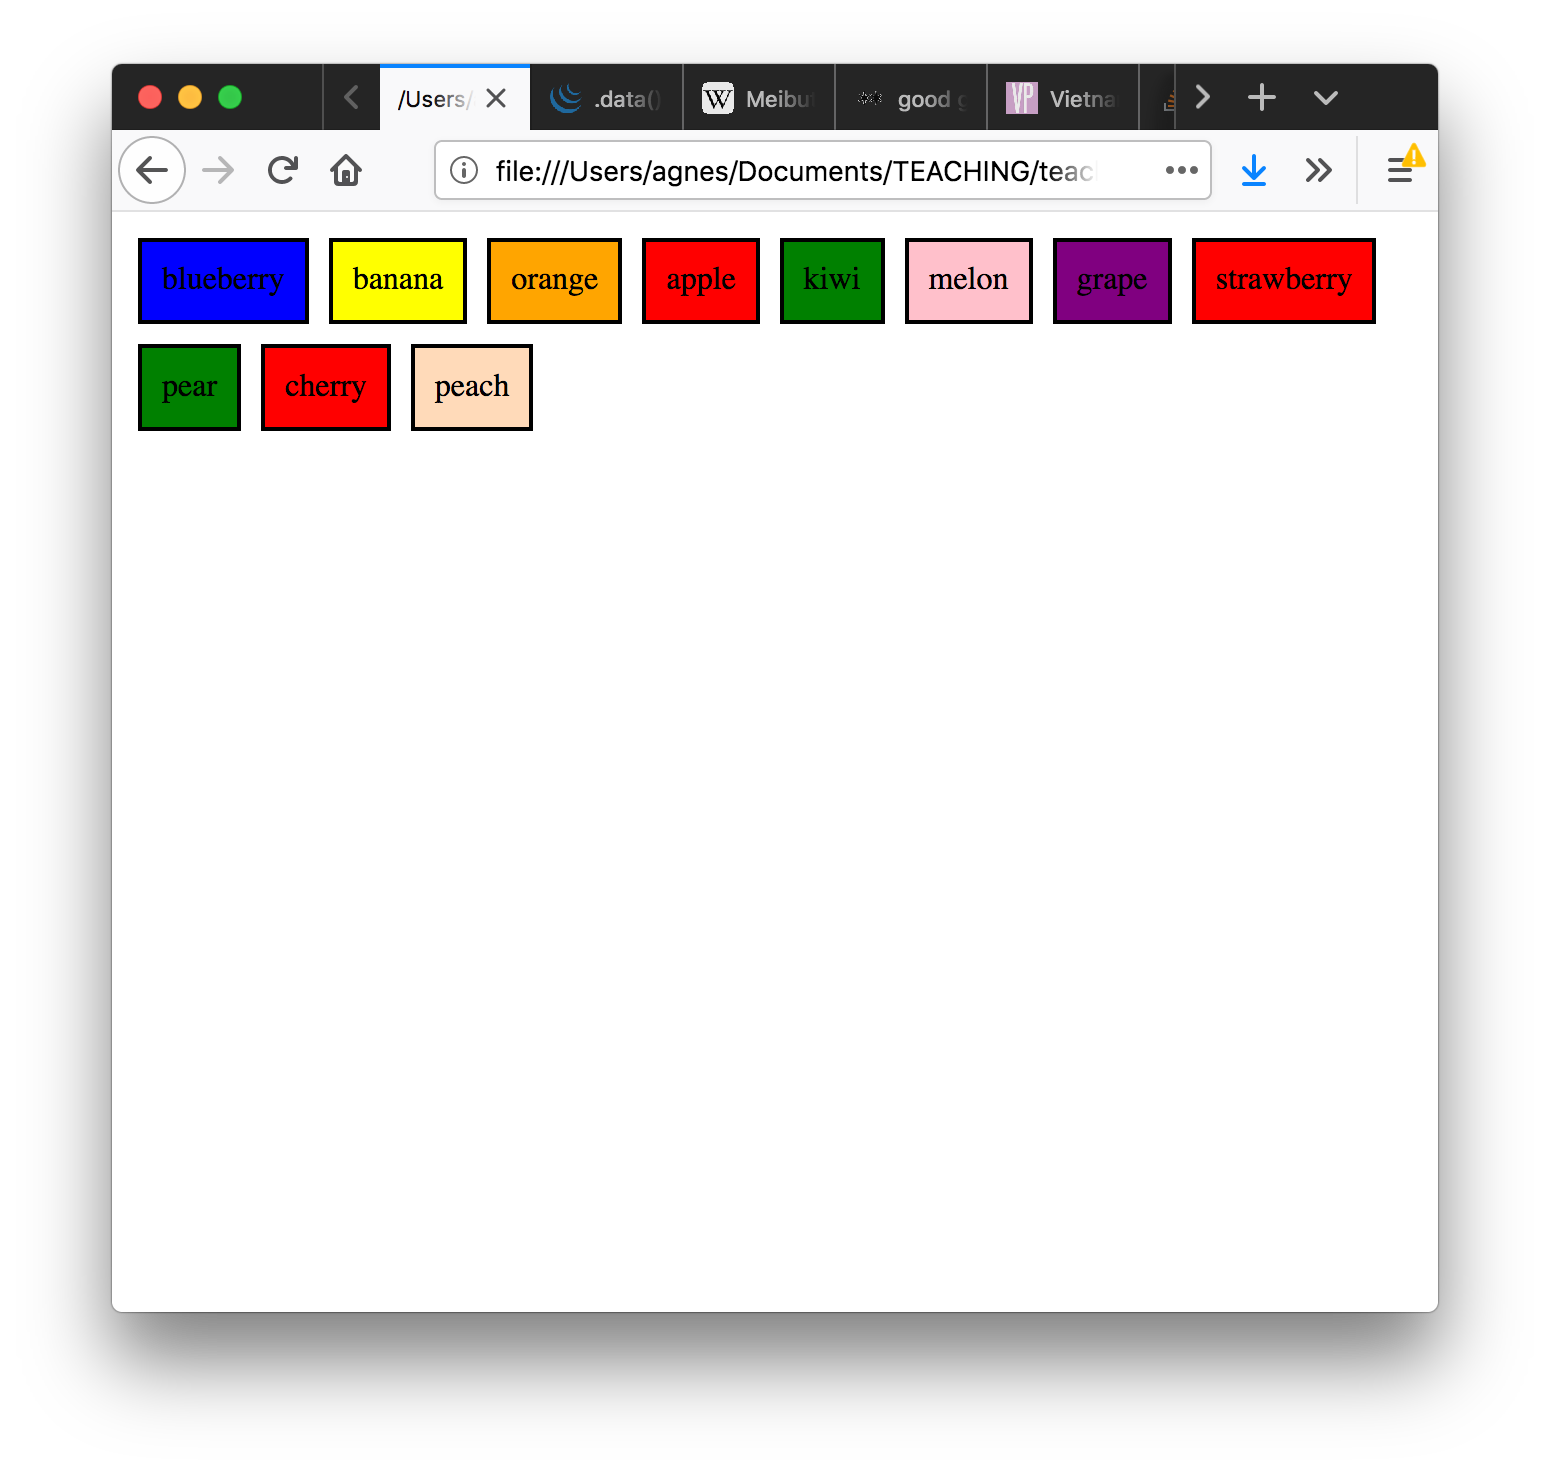 /Users/ .data() Meibu good g Vietna
file:///Users/agnes/Documents/TEACHING/teac
blueberry banana orange apple kiwi melon grape strawberry
pear cherry peach